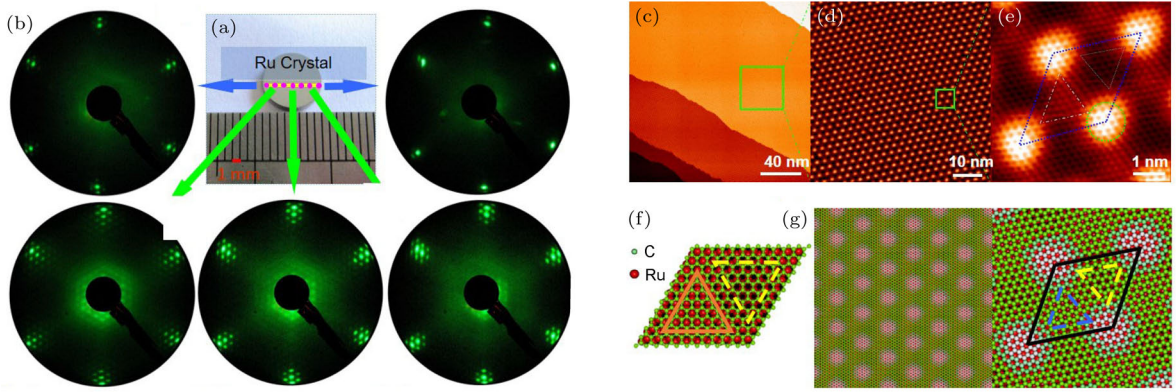 (b)
(a)
Ru Crystal
1 mm
(c)
40 nm
(d)
10 nm
(e)
1 nm
(f)
C
Ru
(g)